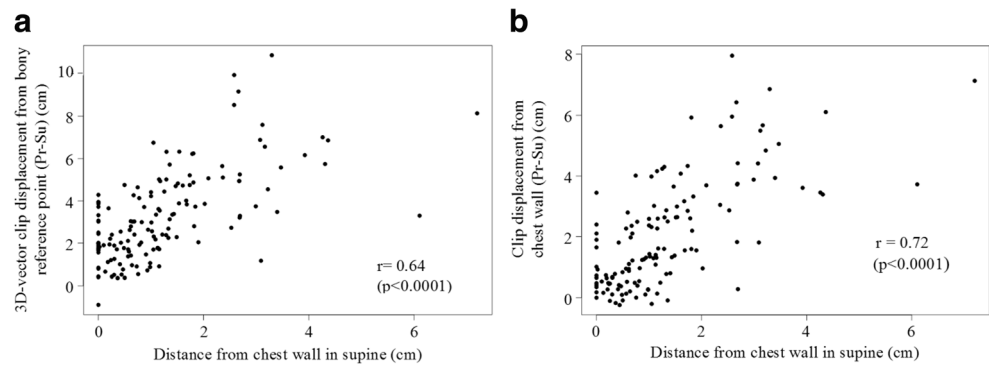 a
3D-vector clip displacement from bony
reference point (Pr-Su) (cm)
10
8
6
4
2
0
r= 0.64
(p<0.0001)
0 2 4 6
Distance from chest wall in supine (cm)
b
Clip displacement from
chest wall (Pr-Su) (cm)
8
6
4
2
0
r = 0.72
(p<0.0001)
0 2 4 6
Distance from chest wall in supine (cm)